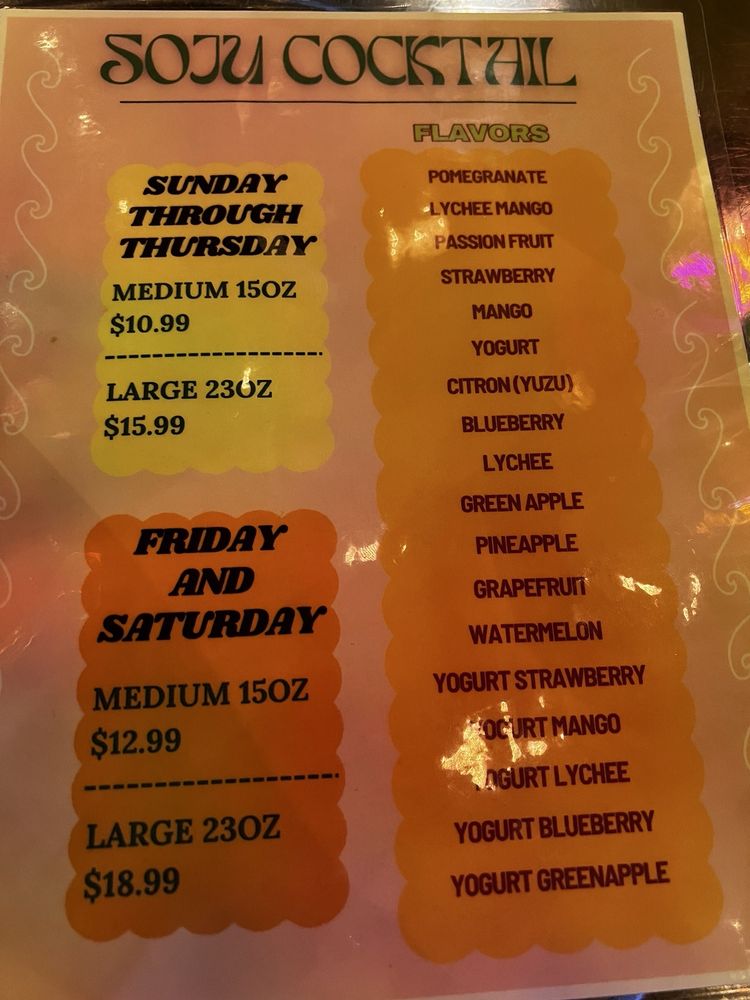 SOJU COCKTAIL
SUNDAY
THROUGH
THURSDAY
MEDIUM 15OZ
$10.99
LARGE 23OZ
$15.99
FRIDAY
AND
SATURDAY
MEDIUM 15OZ
$12.99
LARGE 23OZ
$18.99
FLAVORS
POMEGRANATE
LYCHEE MANGO
PASSION FRUIT
STRAWBERRY
MANGO
YOGURT
CITRON (YUZU)
BLUEBERRY
LYCHEE
GREEN APPLE
PINEAPPLE
GRAPEFRUIT
WATERMELON
YOGURT STRAWBERRY
YOGURT MANGO
YOGURT LYCHEE
YOGURT BLUEBERRY
YOGURT GREENAPPLE